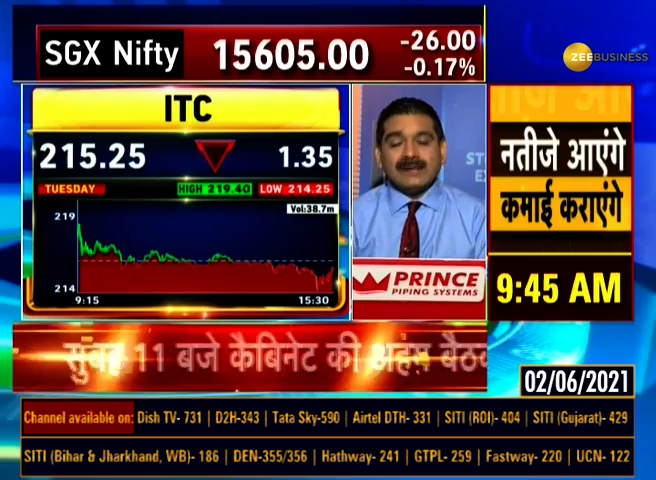 SGX Nifty 15605.00 -26.00
-0.17%
ZEEBUSINESS
ITC
215.25 1.35
TUESDAY HIGH 219.40 LOW 214.25
Vol:38.7m
219
214
9:15 15:30
PRINCE
PIPING SYSTEMS
नतीजे आएंगे
कमाई कराएंगे
9:45 AM
सुबह 11 बजे कैबिनेट की अहम बैठक
02/06/2021
Channel available on: Dish TV- 731 | D2H-343 | Tata Sky-590 | Airtel DTH- 331 | SITI (ROI)- 404 | SITI (Gujarat)- 429
SITI (Bihar & Jharkhand, WB)- 186 | DEN-355/356 | Hathway- 241 | GTPL- 259 | Fastway- 220 | UCN- 122